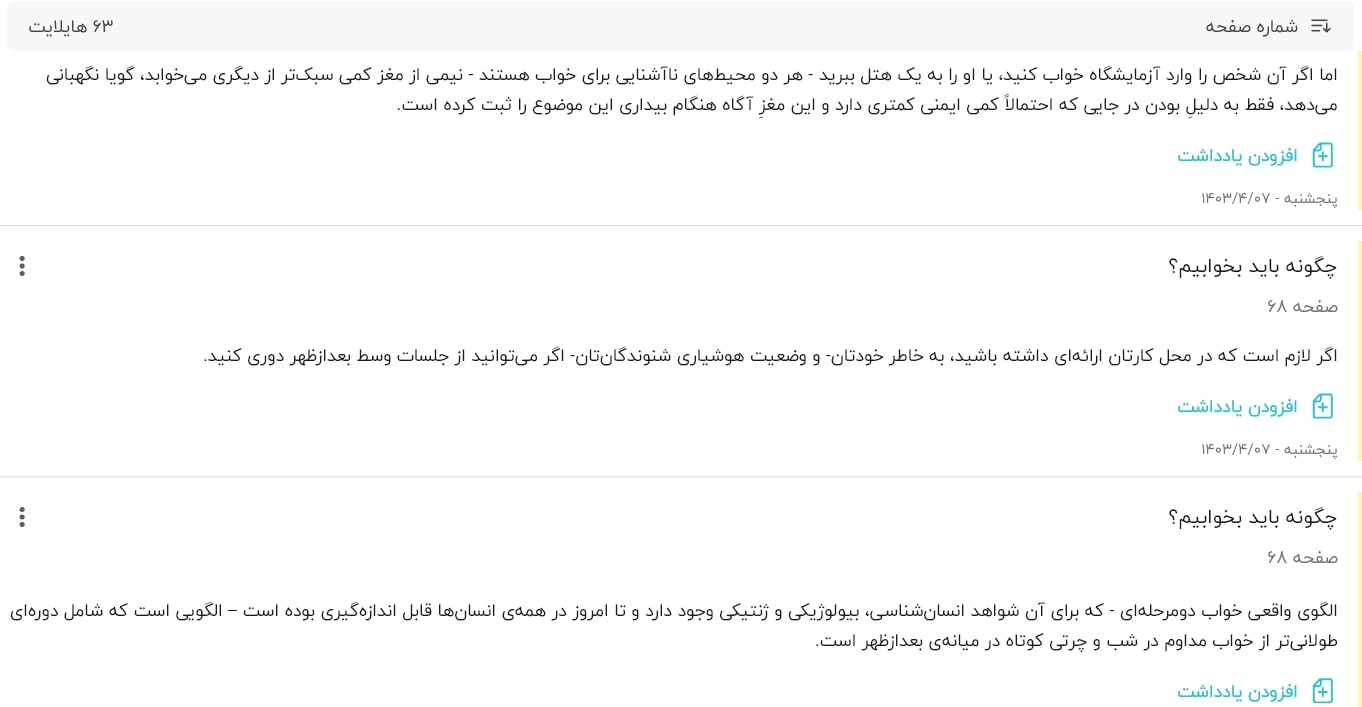 شماره صفحه
۶۳ هایلایت
اما اگر آن شخص را وارد آزمایشگاه خواب کنید، یا او را به یک هتل ببرید - هر دو محیط‌های ناآشنایی برای خواب هستند - نیمی از مغز کمی سبک‌تر از دیگری می‌خوابد، گویا نگهبانی
می‌دهد، فقط به دلیلِ بودن در جایی که احتمالاً کمی ایمنی کمتری دارد و این مغزِ آگاه هنگام بیداری این موضوع را ثبت کرده است.
افزودن یادداشت
پنجشنبه - ۱۴۰۳/۴/۰۷
چگونه باید بخوابیم؟
صفحه ۶۸
اگر لازم است که در محل کارتان ارائه‌ای داشته باشید، به خاطر خودتان- و وضعیت هوشیاری شنوندگان‌تان- اگر می‌توانید از جلسات وسط بعدازظهر دوری کنید.
افزودن یادداشت
پنجشنبه - ۱۴۰۳/۴/۰۷
چگونه باید بخوابیم؟
صفحه ۶۸
الگوی واقعی خواب دومرحله‌ای - که برای آن شواهد انسان‌شناسی، بیولوژیکی و ژنتیکی وجود دارد و تا امروز در همه‌ی انسان‌ها قابل اندازه‌گیری بوده است – الگویی است که شامل دوره‌ای
طولانی‌تر از خواب مداوم در شب و چرتی کوتاه در میانه‌ی بعدازظهر است.
افزودن یادداشت